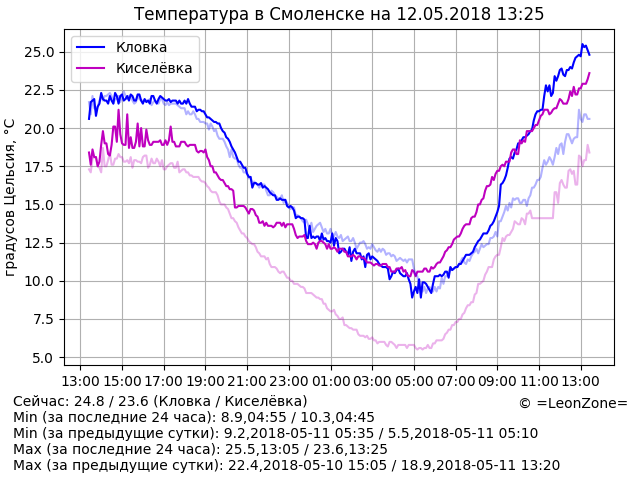 Температура в Смоленске на 12.05.2018 13:25
Кловка
Киселёвка
градусов Цельсия, °C
25.0
22.5
20.0
17.5
15.0
12.5
10.0
7.5
5.0
13:00 15:00 17:00 19:00 21:00 23:00 01:00 03:00 05:00 07:00 09:00 11:00 13:00
Сейчас: 24.8 / 23.6 (Кловка / Киселёвка)
© =LeonZone=
Min (за последние 24 часа): 8.9,04:55 / 10.3,04:45
Min (за предыдущие сутки): 9.2,2018-05-11 05:35 / 5.5,2018-05-11 05:10
Max (за последние 24 часа): 25.5,13:05 / 23.6,13:25
Max (за предыдущие сутки): 22.4,2018-05-10 15:05 / 18.9,2018-05-11 13:20